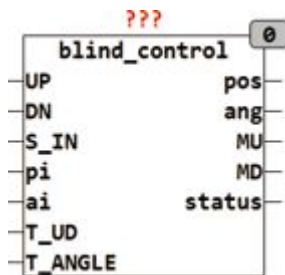 ???
0
blind_control
UP pos
DN ang
S_IN MU
pi MD
ai status
T_UD
T_ANGLE